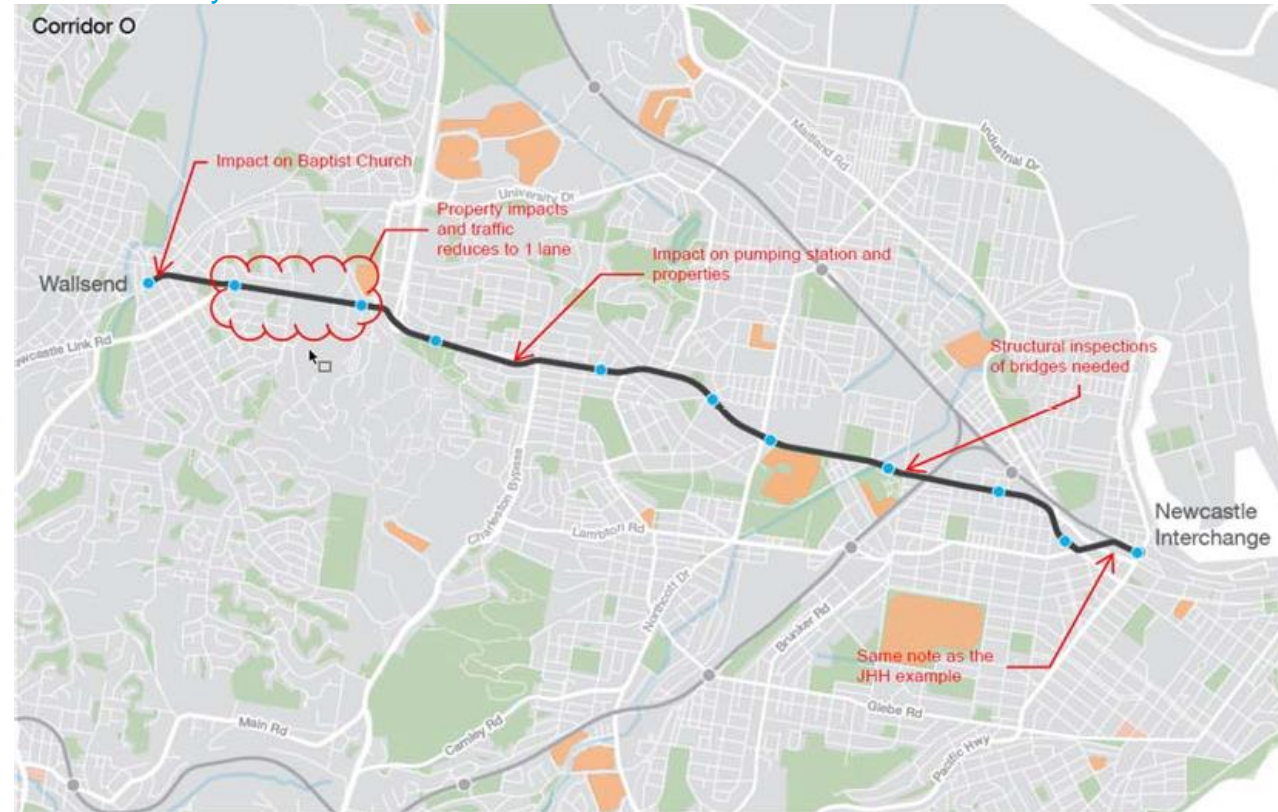 Corridor O
Impact on Baptist Church
University Dr
Maitland Rd
Industrial Dr
Property impacts
and traffic
reduces to 1 lane
Impact on pumping station and
properties
Wallsend
ewcastle Link Rd
Structural inspections
of bridges needed
Charleston Bypass
Lambton Rd
Newcastle
Interchange
Northcott Dr
Brunker Rd
Same note as the
JHH example
Glebe Rd
Main Rd
Carnley Rd
Pacific Hwy